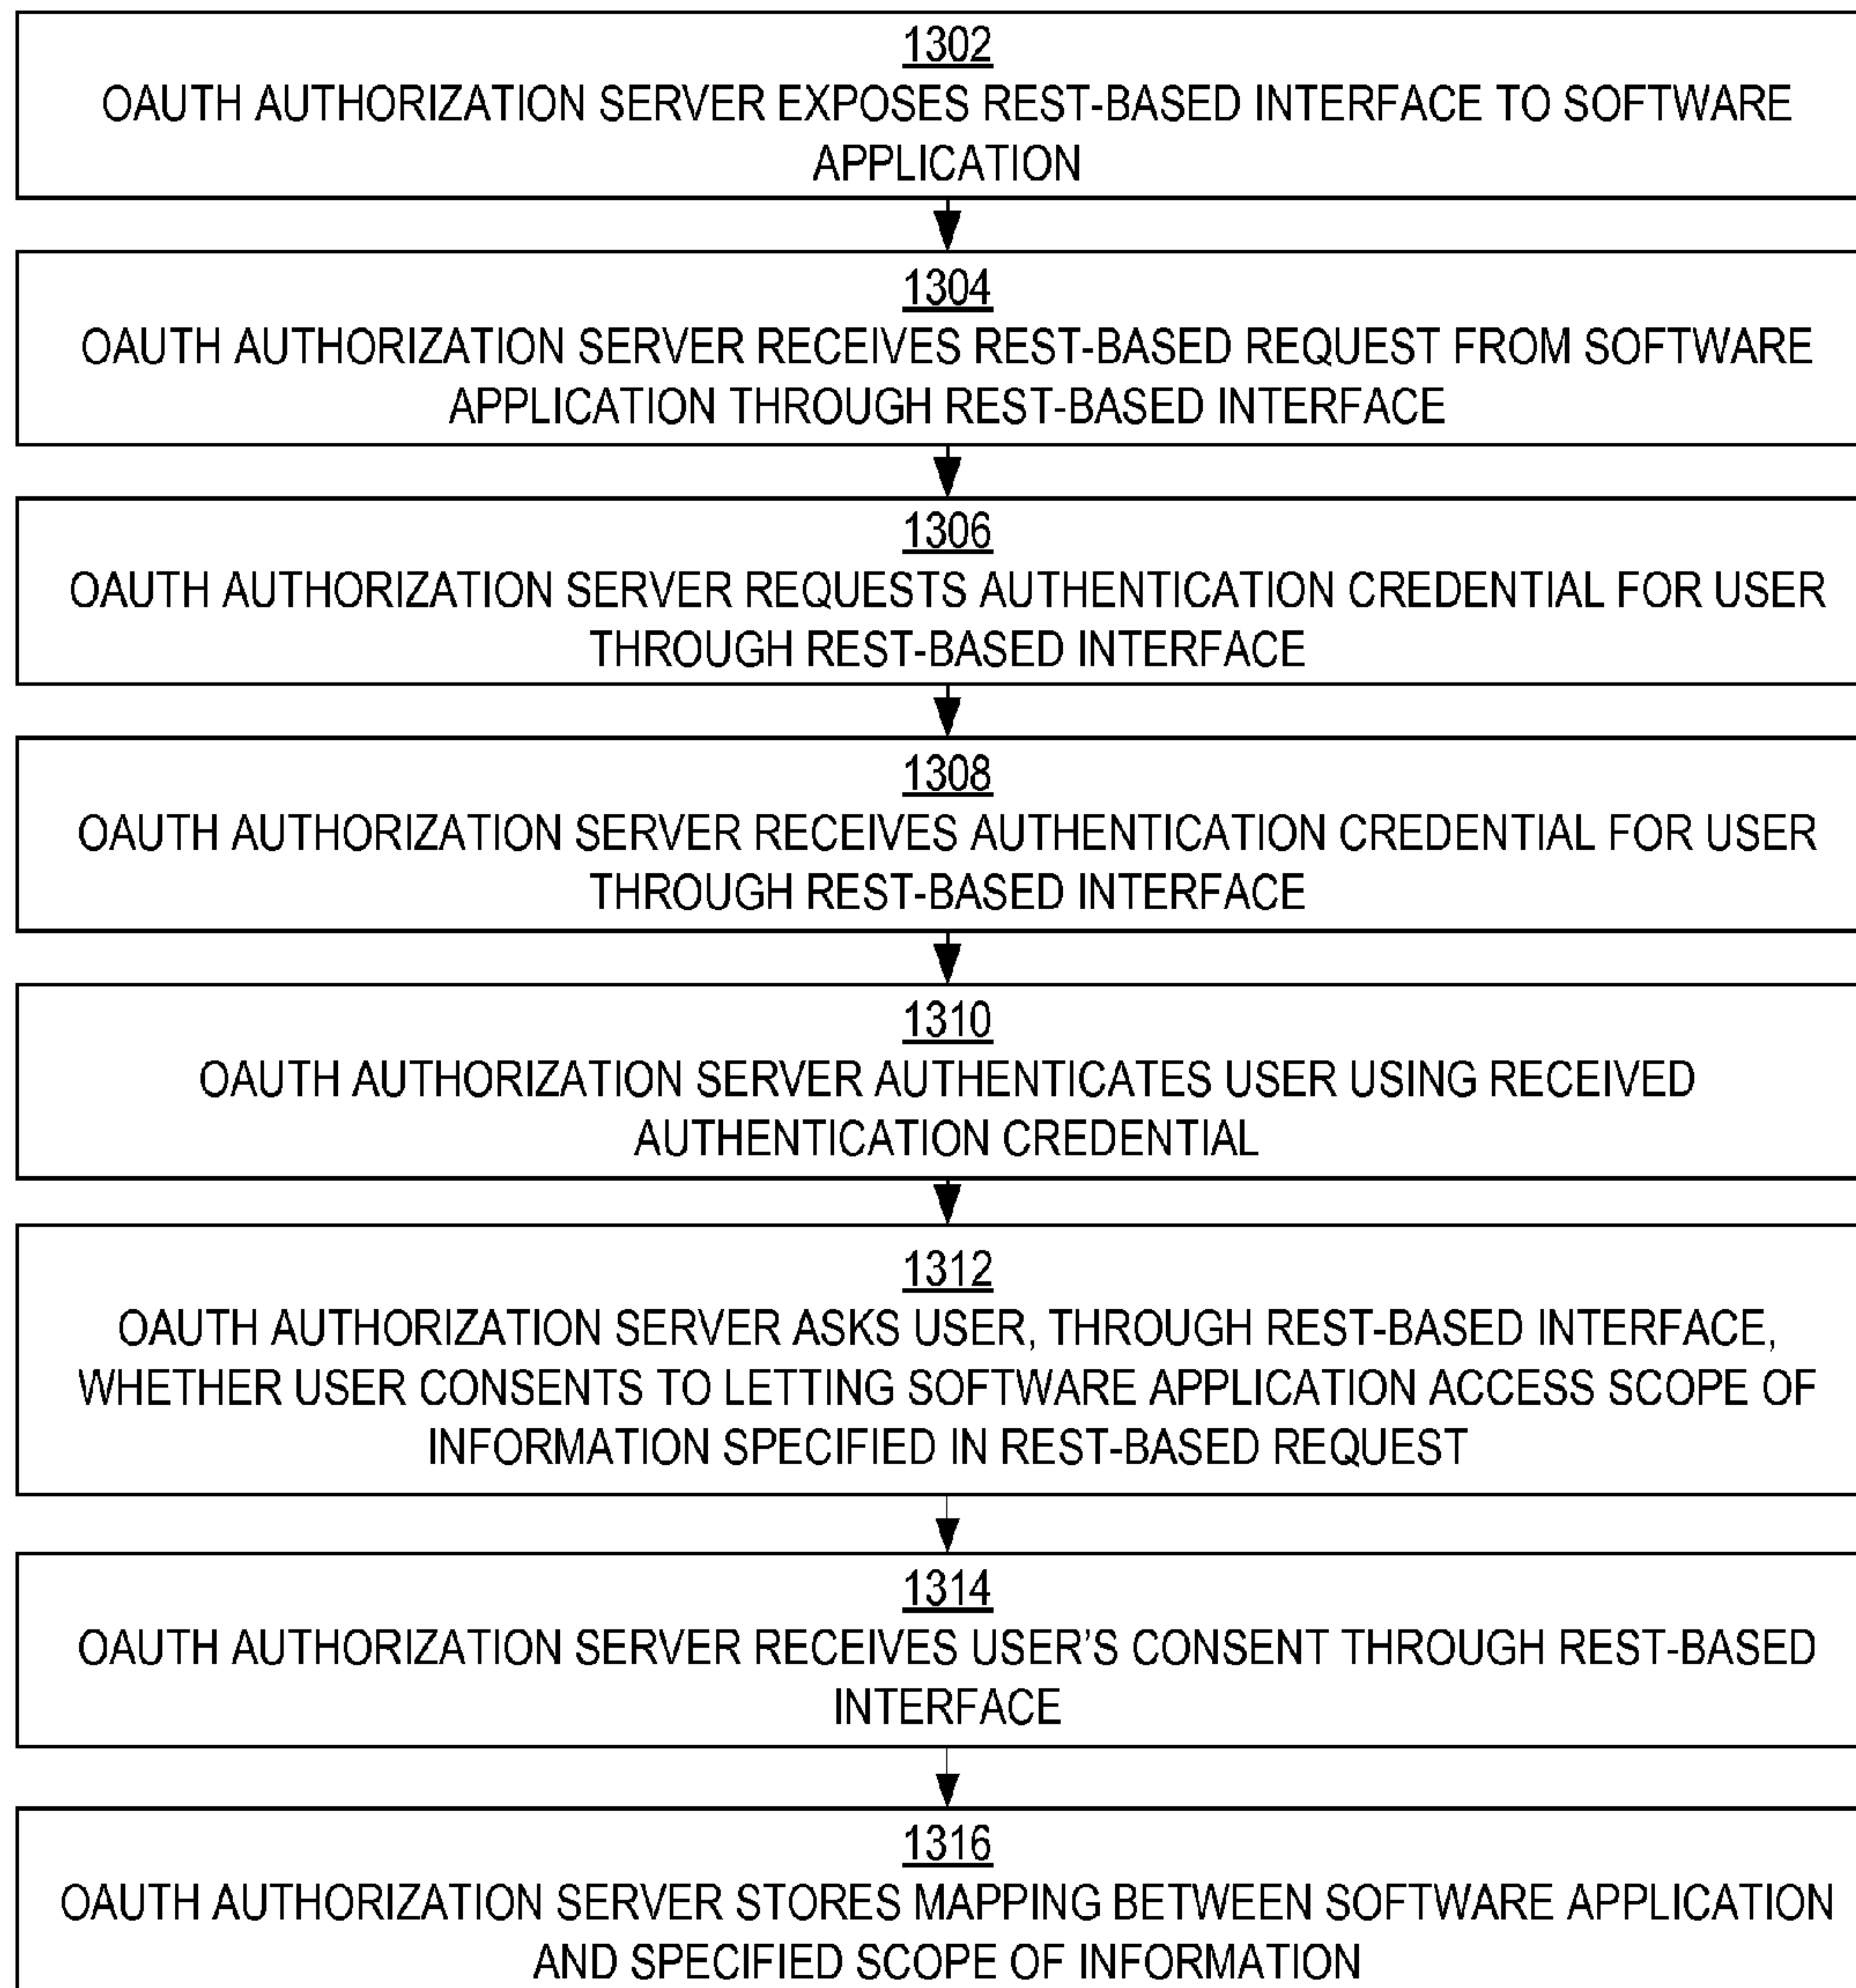 1302
OAUTH AUTHORIZATION SERVER EXPOSES REST-BASED INTERFACE TO SOFTWARE
APPLICATION
1304
OAUTH AUTHORIZATION SERVER RECEIVES REST-BASED REQUEST FROM SOFTWARE
APPLICATION THROUGH REST-BASED INTERFACE
1306
OAUTH AUTHORIZATION SERVER REQUESTS AUTHENTICATION CREDENTIAL FOR USER
THROUGH REST-BASED INTERFACE
1308
OAUTH AUTHORIZATION SERVER RECEIVES AUTHENTICATION CREDENTIAL FOR USER
THROUGH REST-BASED INTERFACE
1310
OAUTH AUTHORIZATION SERVER AUTHENTICATES USER USING RECEIVED
AUTHENTICATION CREDENTIAL
1312
OAUTH AUTHORIZATION SERVER ASKS USER, THROUGH REST-BASED INTERFACE,
WHETHER USER CONSENTS TO LETTING SOFTWARE APPLICATION ACCESS SCOPE OF
INFORMATION SPECIFIED IN REST-BASED REQUEST
1314
OAUTH AUTHORIZATION SERVER RECEIVES USER'S CONSENT THROUGH REST-BASED
INTERFACE
1316
OAUTH AUTHORIZATION SERVER STORES MAPPING BETWEEN SOFTWARE APPLICATION
AND SPECIFIED SCOPE OF INFORMATION